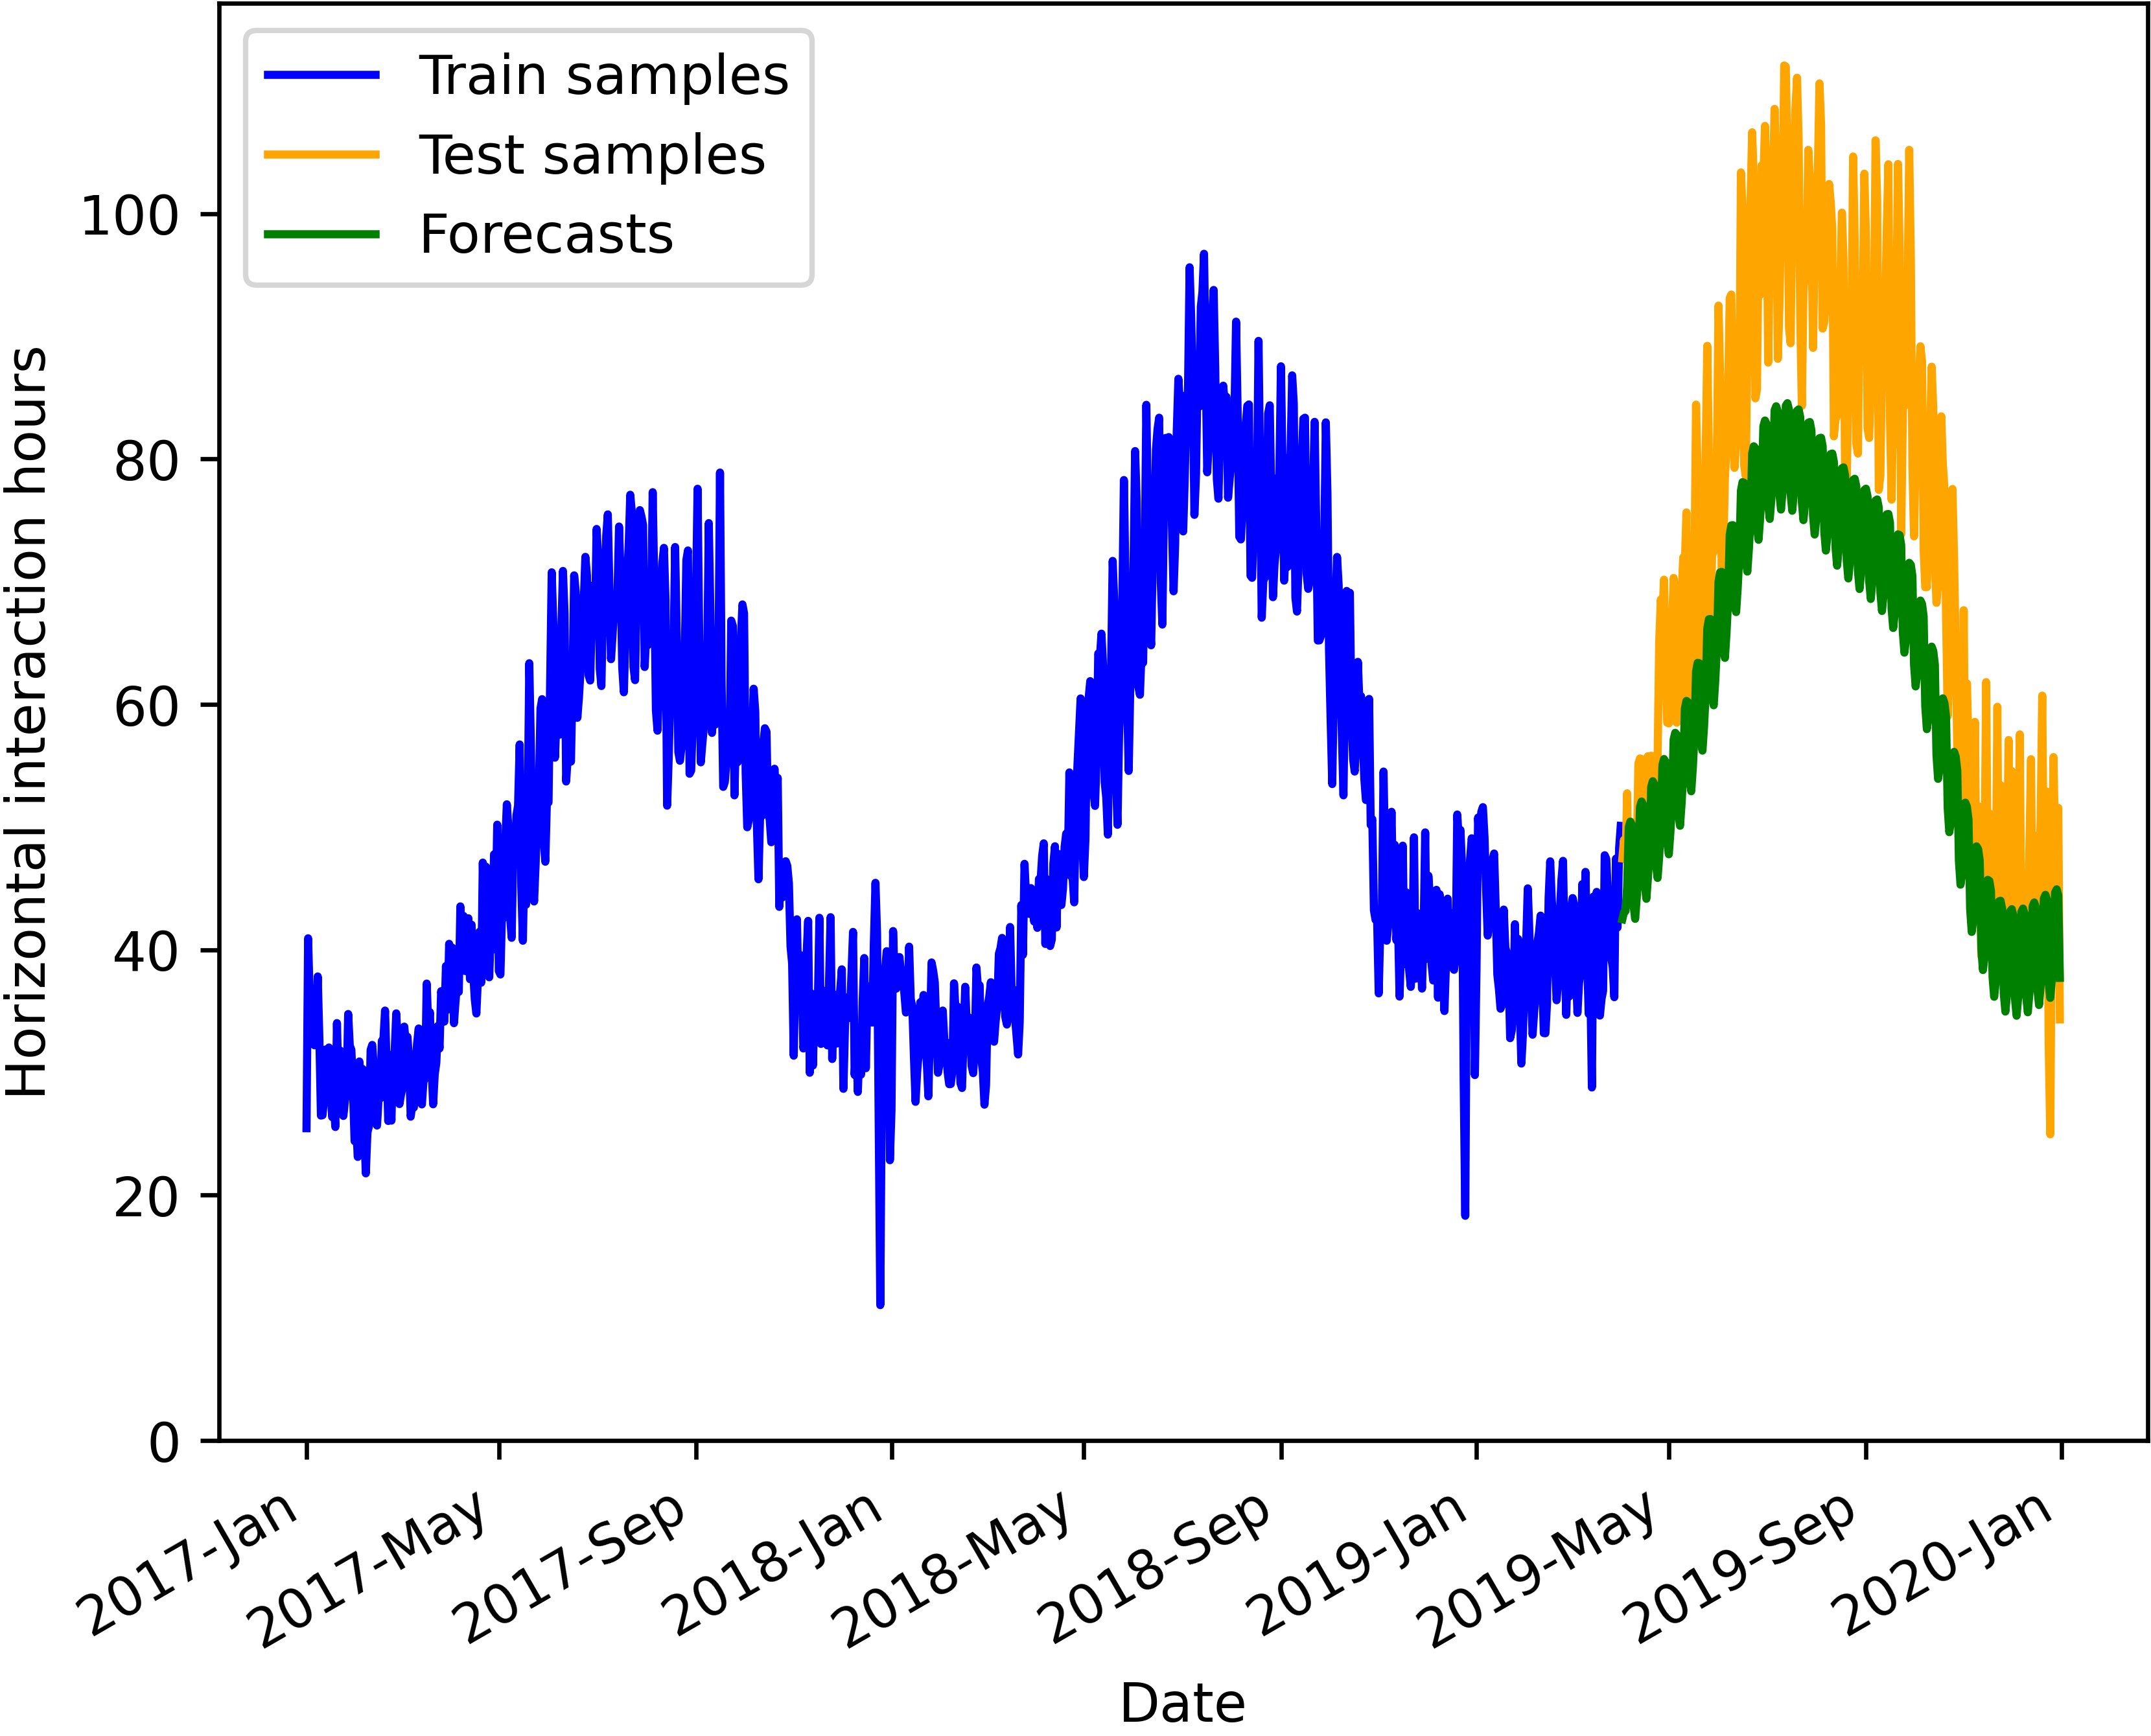 Train samples
Test samples
Forecasts
Horizontal interaction hours
100
80
60
40
20
0
2017-Jan
2017-May
2017-Sep
2018-Jan
2018-May
2018-Sep
2019-Jan
2019-May
2019-Sep
2020-Jan
Date